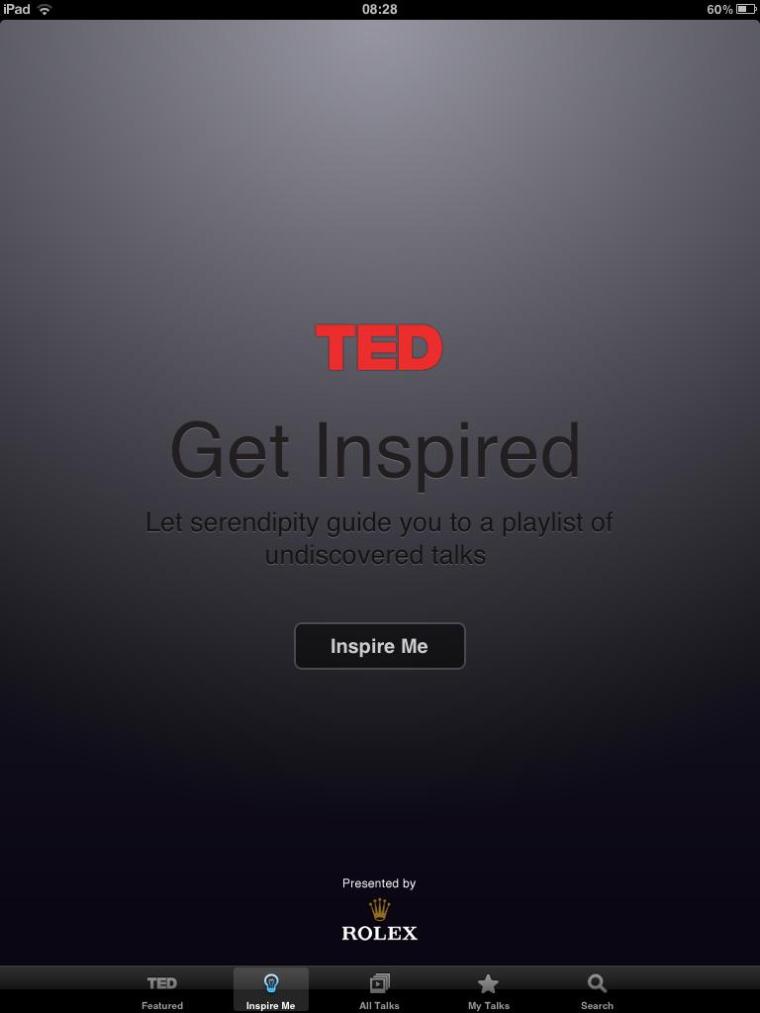 iPad 08:28 60%
TED
Get Inspired
Let serendipity guide you to a playlist of
undiscovered talks
Inspire Me
Presented by
ROLEX
TED
Featured Inspire Me All Talks My Talks Search